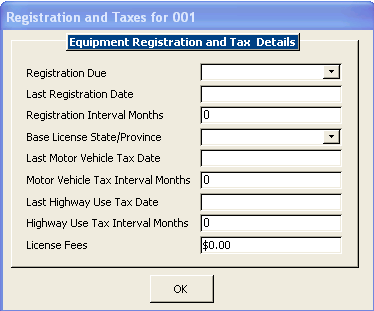 Registration and Taxes for 001
Equipment Registration and Tax Details
Registration Due
Last Registration Date
Registration Interval Months 0
Base License State/Province
Last Motor Vehicle Tax Date
Motor Vehicle Tax Interval Months 0
Last Highway Use Tax Date
Highway Use Tax Interval Months 0
License Fees $0.00
OK